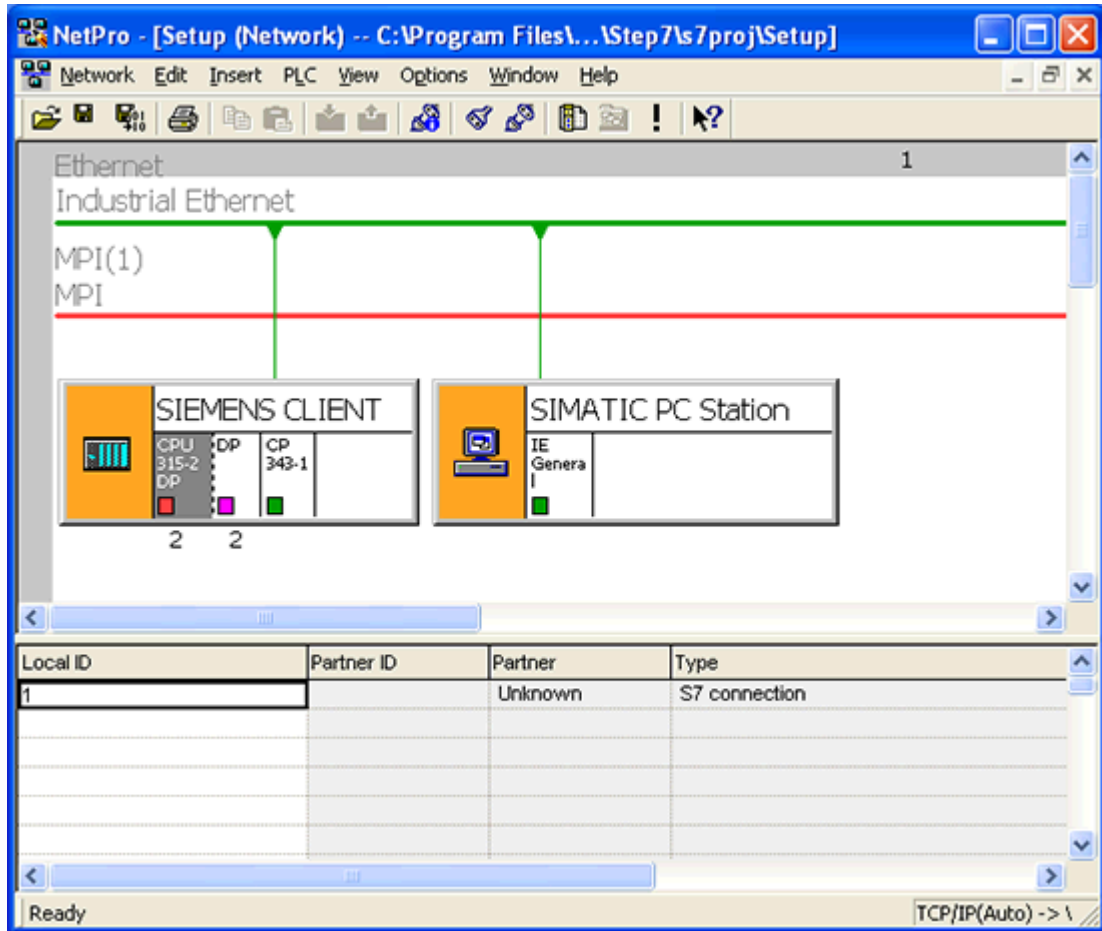 NetPro - [Setup (Network) -- C:\Program Files\...\Step7\s7proj\Setup]
Network Edit Insert PLC View Options Window Help
Ethernet 1
Industrial Ethernet
MPI(1)
MPI
SIEMENS CLIENT
CPU 315-2 DP
DP
CP 343-1
2 2
SIMATIC PC Station
IE Genera l
Local ID Partner ID Partner Type
1 Unknown S7 connection
Ready TCP/IP(Auto) -> \